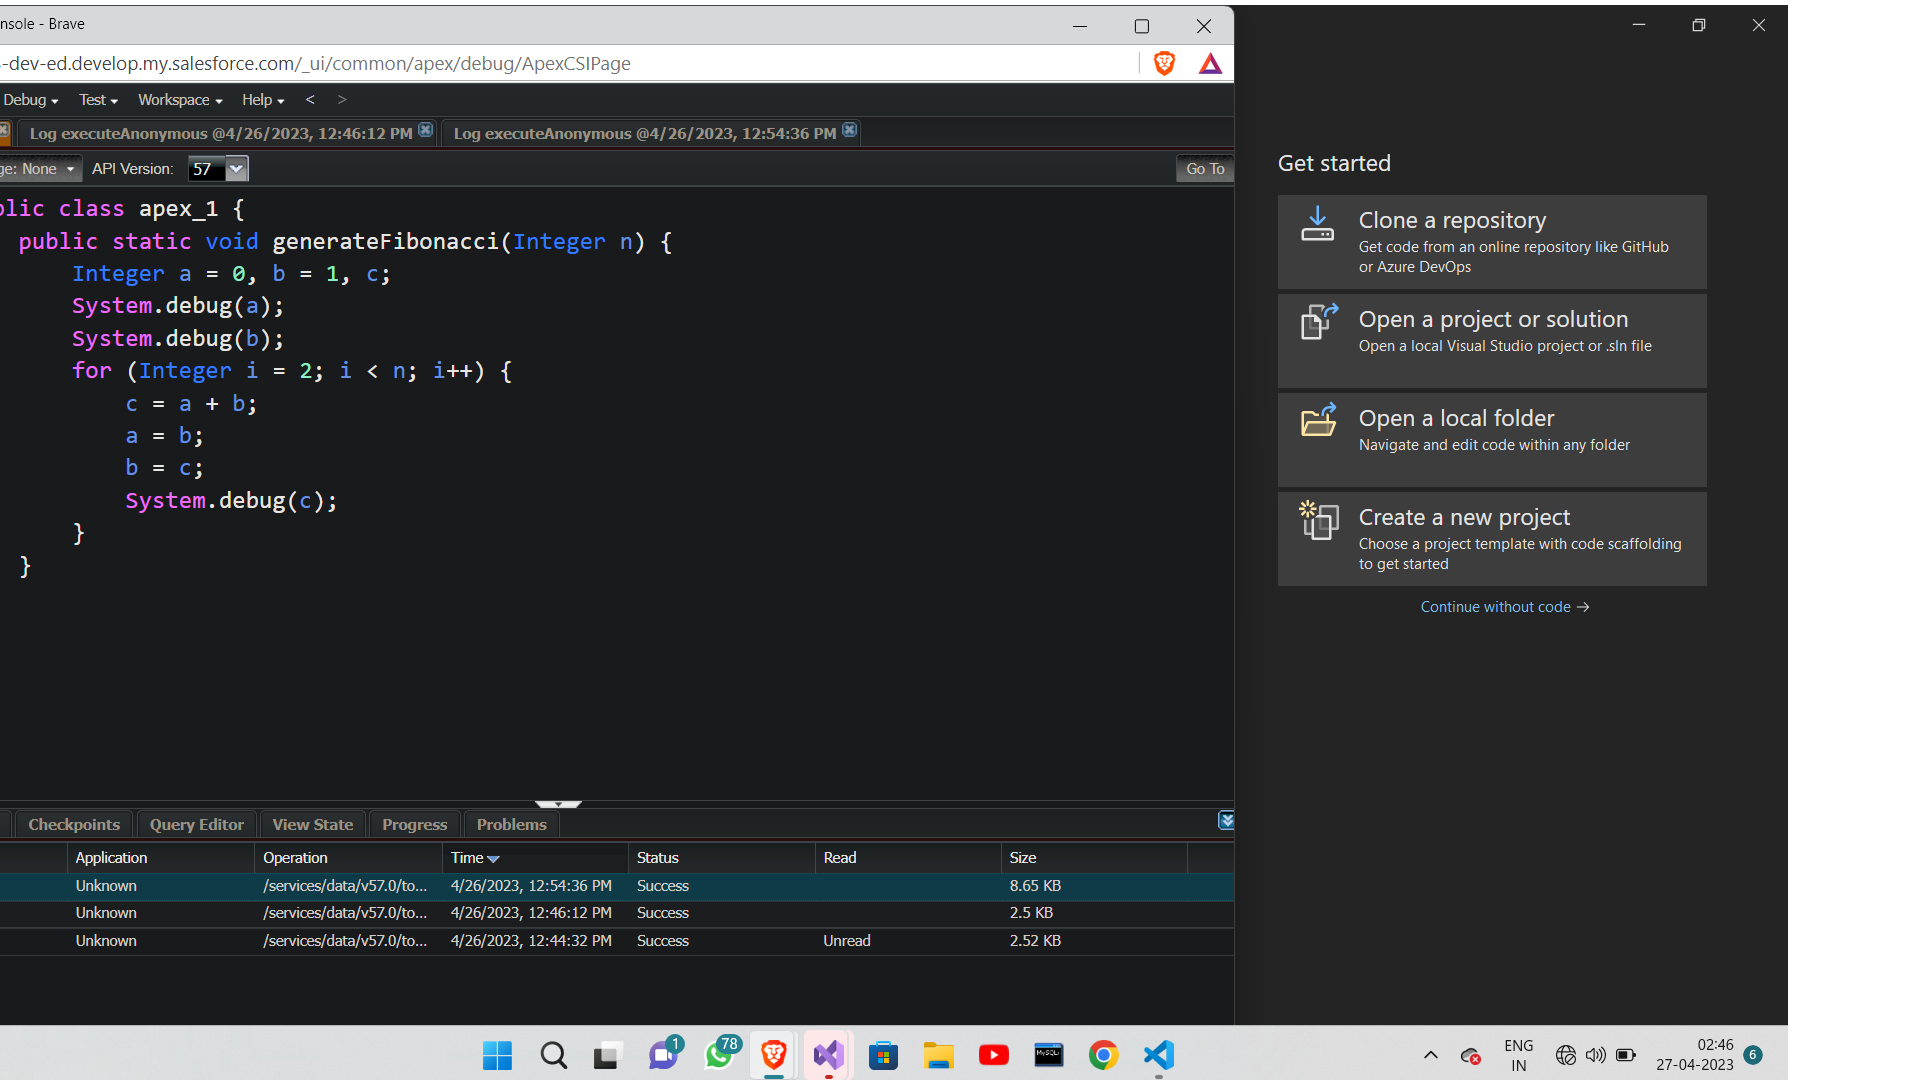 nsole - Brave
-dev-ed.develop.my.salesforce.com/_ui/common/apex/debug/ApexCSIPage
Debug Test Workspace Help < >
Log executeAnonymous @4/26/2023, 12:46:12 PM Log executeAnonymous @4/26/2023, 12:54:36 PM
ge: None API Version: 57 Go To
blic class apex_1 {
public static void generateFibonacci(Integer n) {
Integer a = 0, b = 1, c;
System.debug(a);
System.debug(b);
for (Integer i = 2; i < n; i++) {
c = a + b;
a = b;
b = c;
System.debug(c);
}
}
Checkpoints Query Editor View State Progress Problems
Application Operation Time Status Read Size
Unknown /services/data/v57.0/to... 4/26/2023, 12:54:36 PM Success 8.65 KB
Unknown /services/data/v57.0/to... 4/26/2023, 12:46:12 PM Success 2.5 KB
Unknown /services/data/v57.0/to... 4/26/2023, 12:44:32 PM Success Unread 2.52 KB
Get started
Clone a repository
Get code from an online repository like GitHub
or Azure DevOps
Open a project or solution
Open a local Visual Studio project or .sln file
Open a local folder
Navigate and edit code within any folder
Create a new project
Choose a project template with code scaffolding
to get started
Continue without code →
1 78 MySQL
ENG
IN
02:46
27-04-2023
6